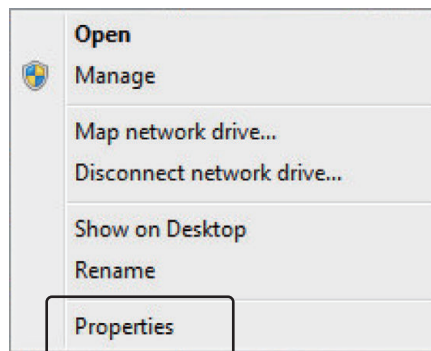 Open
Manage
Map network drive...
Disconnect network drive...
Show on Desktop
Rename
Properties